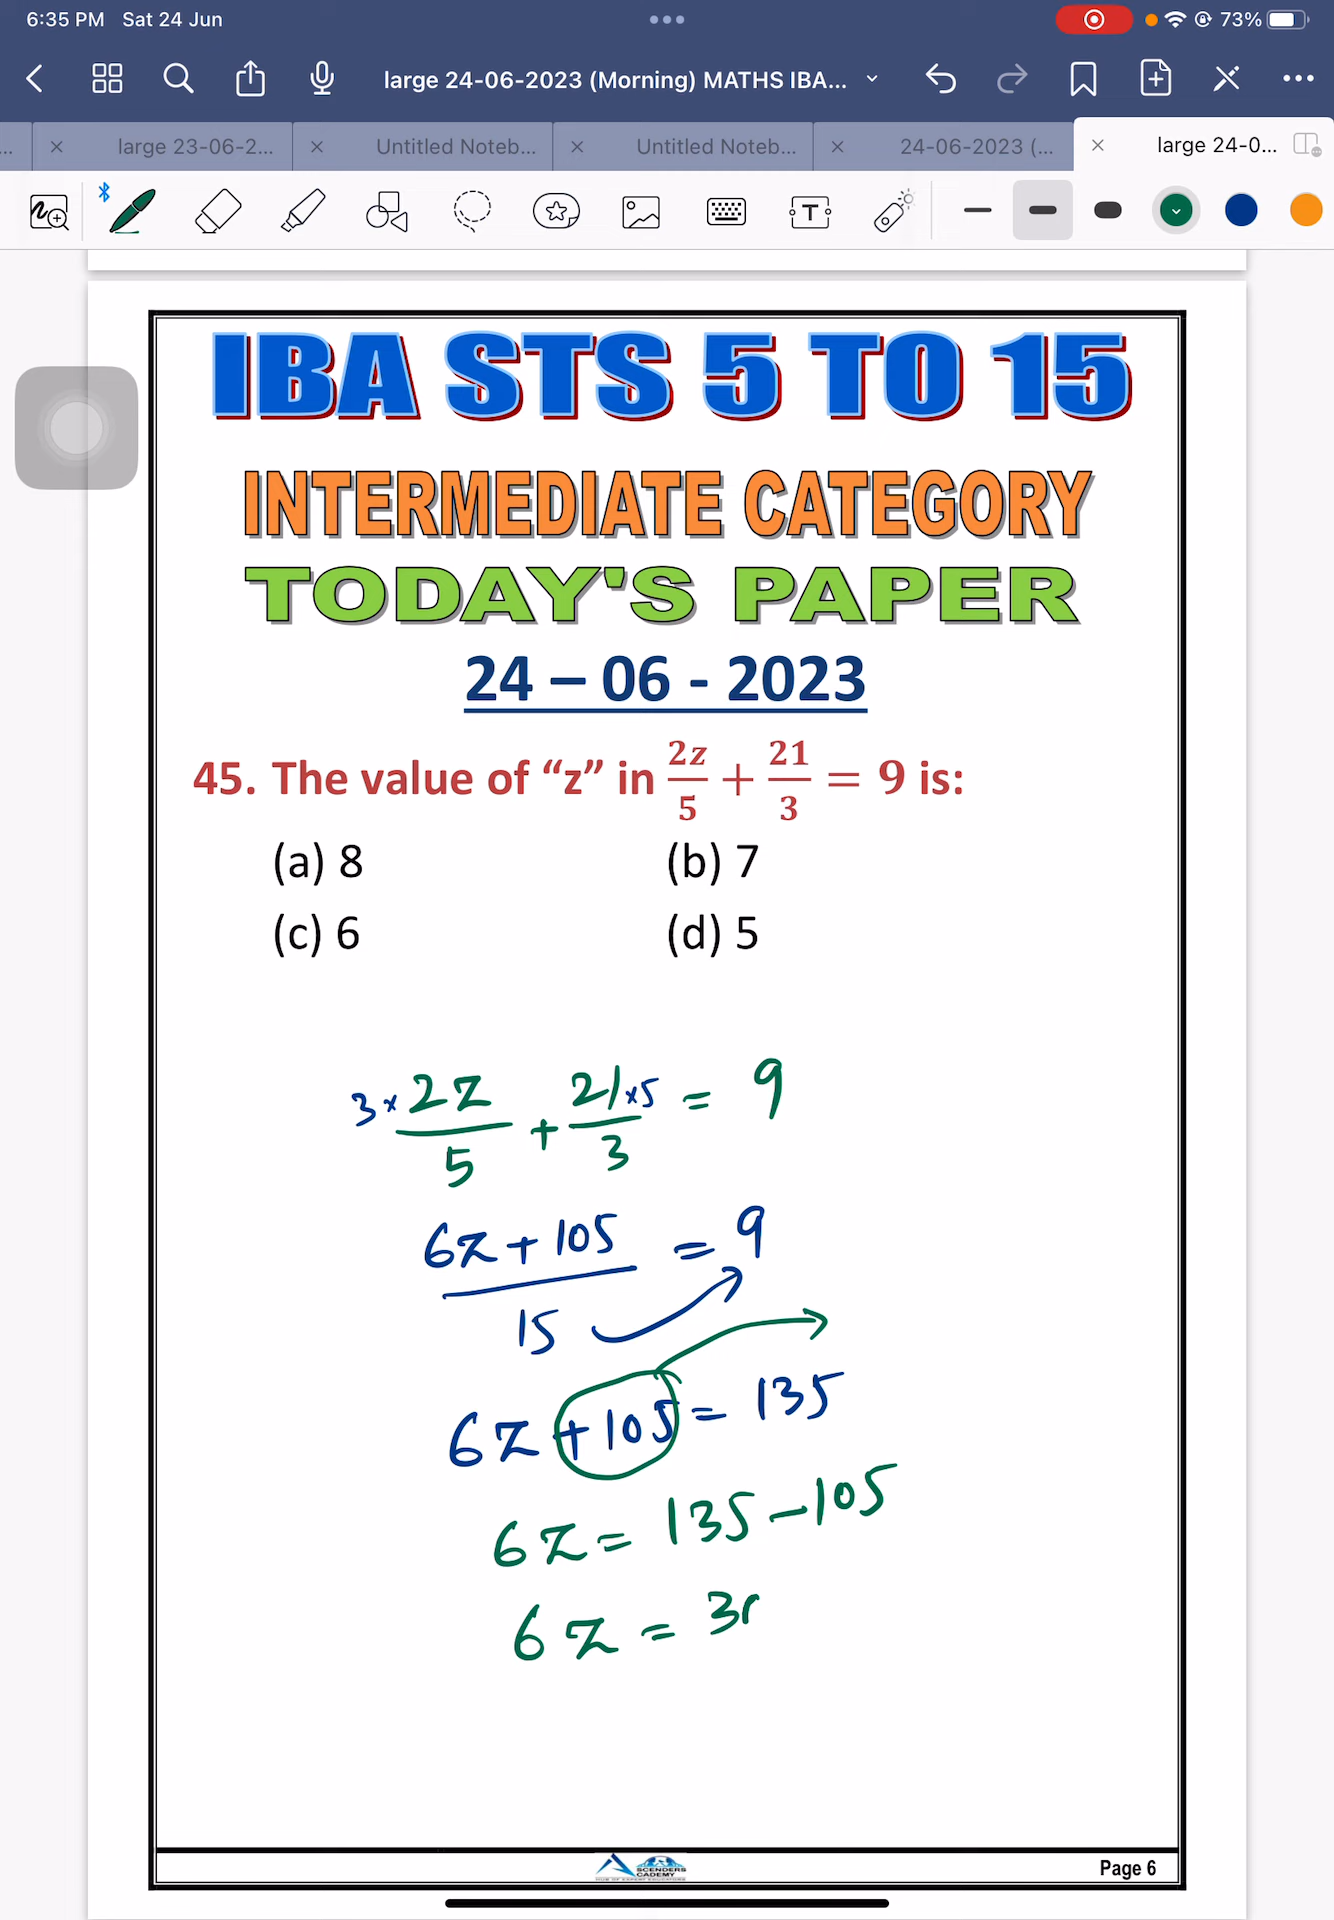 6:35 PM Sat 24 Jun
73%
large 24-06-2023 (Morning) MATHS IBA...
... large 23-06-2... Untitled Noteb... Untitled Noteb... 24-06-2023 (... large 24-0...
T
IBA STS 5 TO 15
INTERMEDIATE CATEGORY
TODAY'S PAPER
24 – 06 - 2023
45. The value of “z” in 2z/5 + 21/3 = 9 is:
(a) 8 (b) 7
(c) 6 (d) 5
3× 2z/5 + 21×5/3 = 9
6z + 105/15 = 9
6z + 105 = 135
6z = 135 - 105
6z = 30
SCENDERS
CADEMY
Page 6